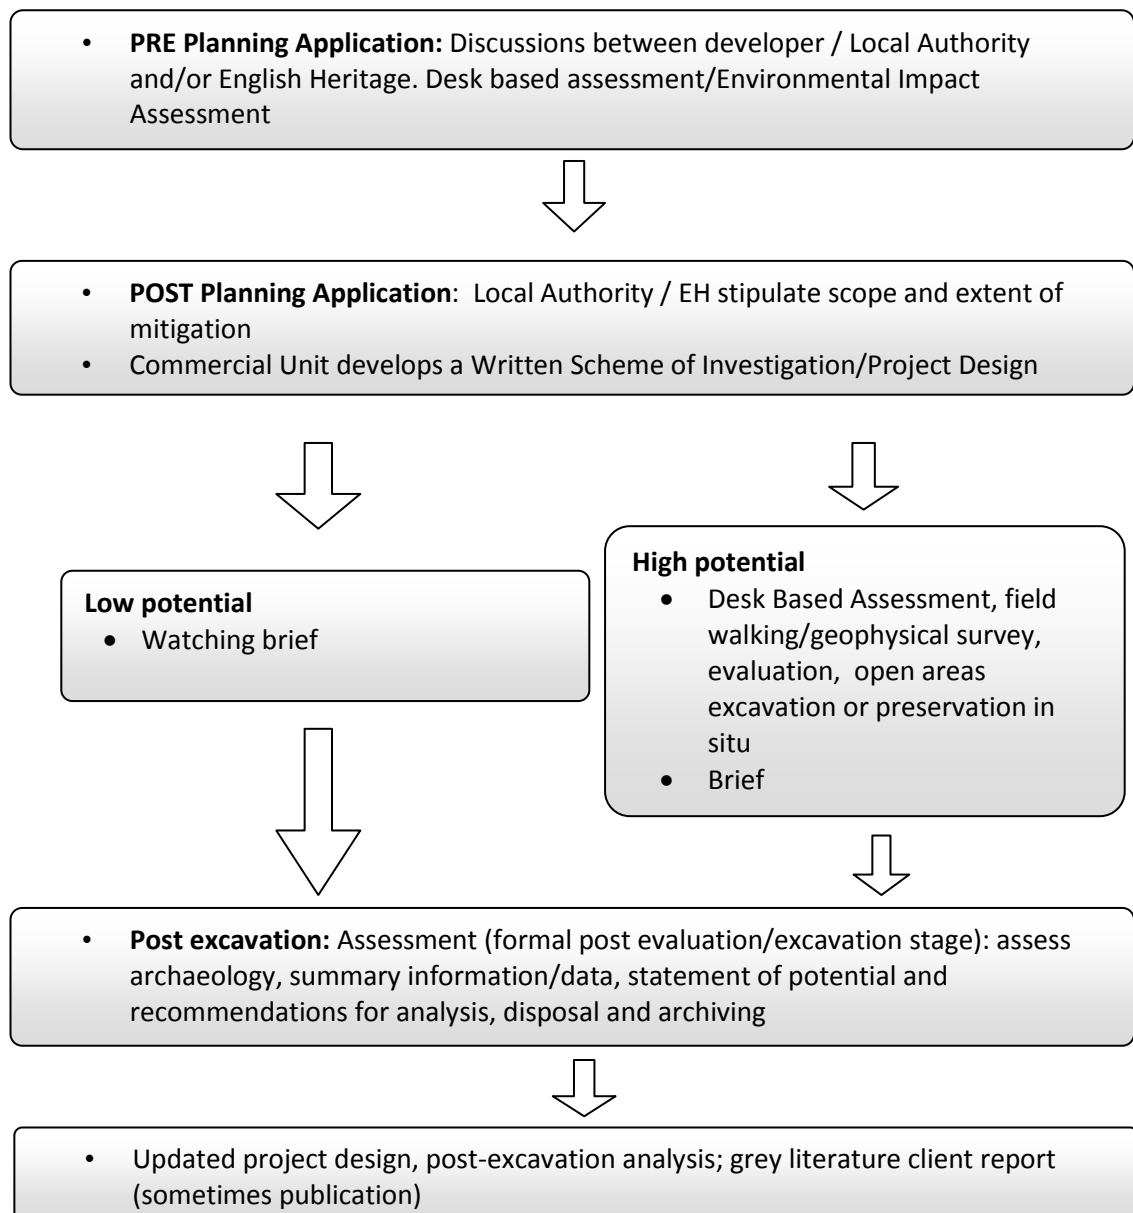 • PRE Planning Application: Discussions between developer / Local Authority
and/or English Heritage. Desk based assessment/Environmental Impact
Assessment
• POST Planning Application: Local Authority / EH stipulate scope and extent of
mitigation
• Commercial Unit develops a Written Scheme of Investigation/Project Design
Low potential
• Watching brief
High potential
• Desk Based Assessment, field
walking/geophysical survey,
evaluation, open areas
excavation or preservation in
situ
• Brief
• Post excavation: Assessment (formal post evaluation/excavation stage): assess
archaeology, summary information/data, statement of potential and
recommendations for analysis, disposal and archiving
• Updated project design, post-excavation analysis; grey literature client report
(sometimes publication)